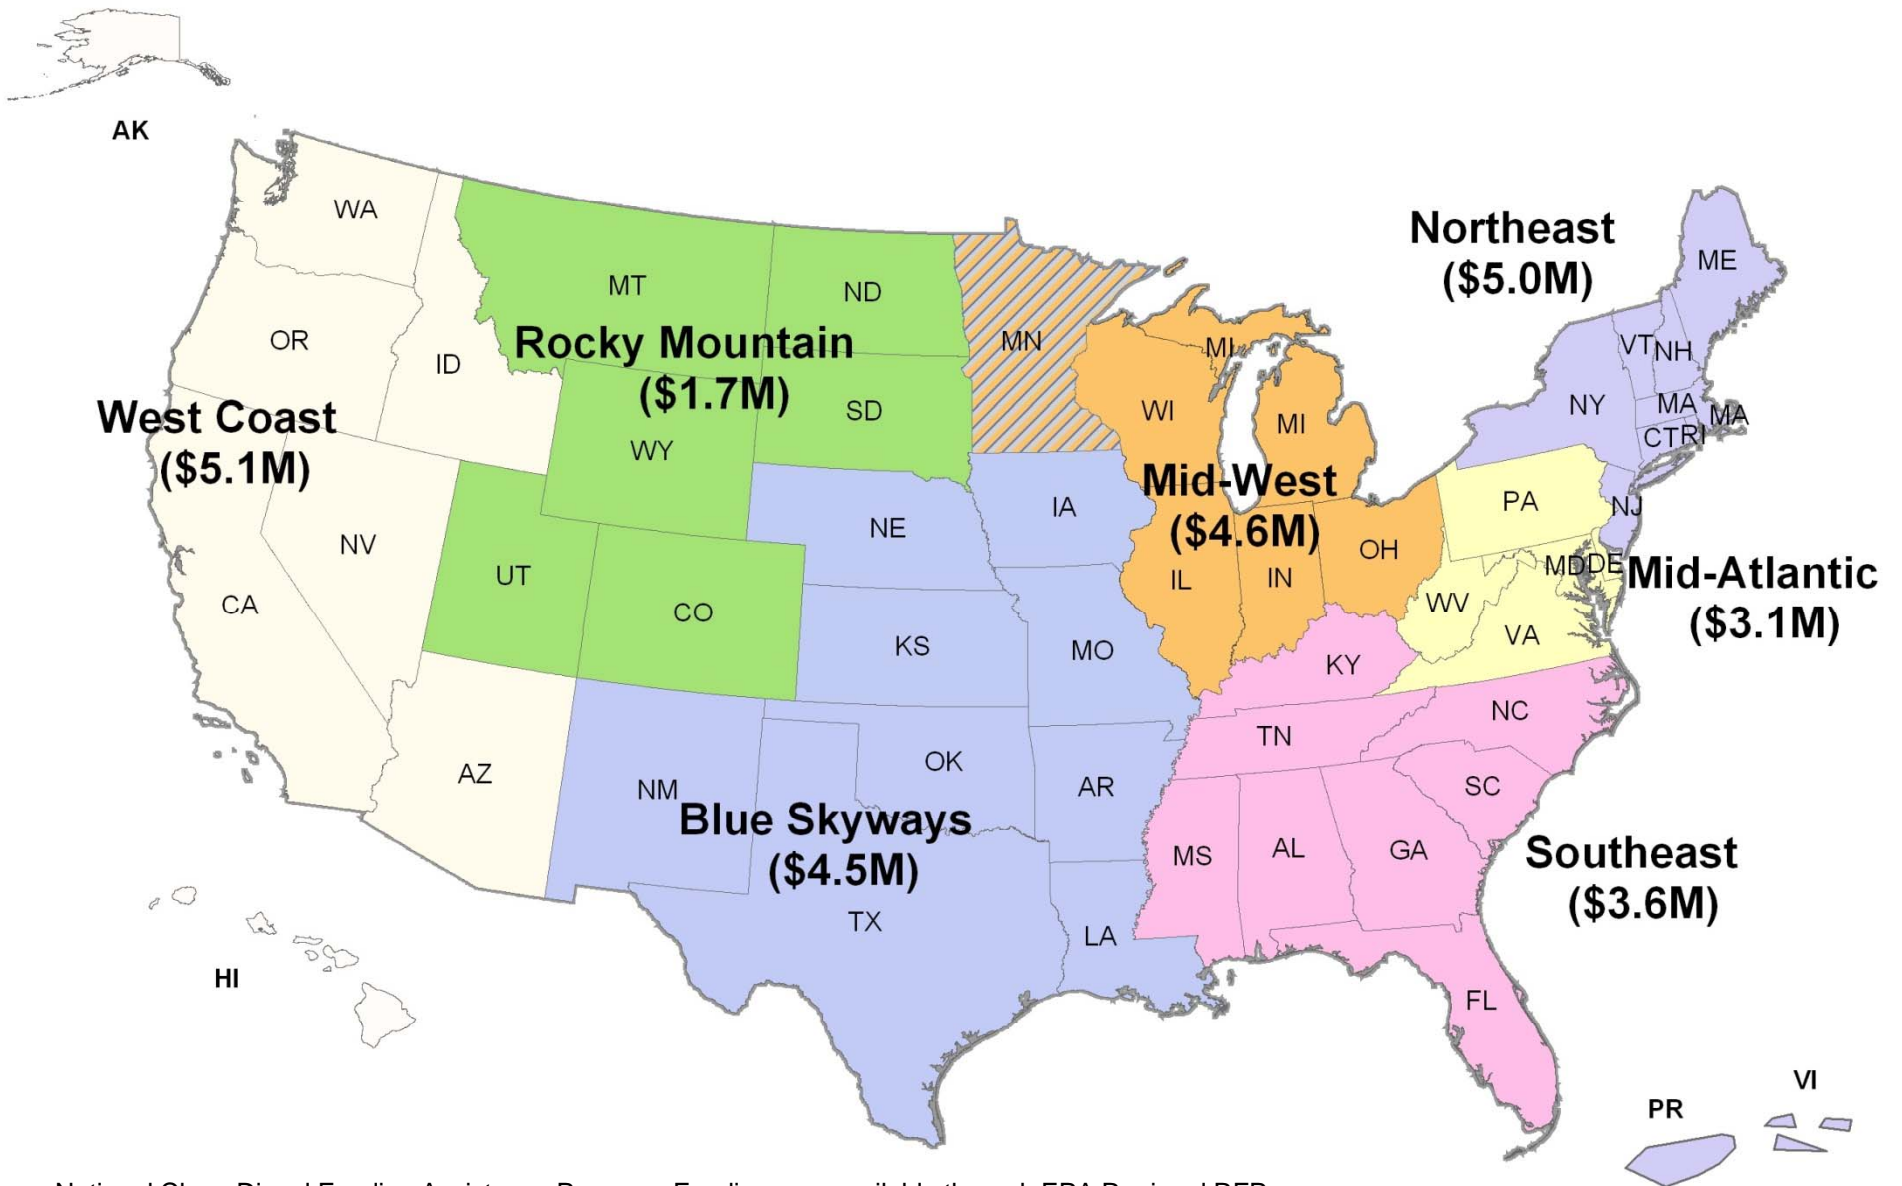 AK
WA
MT
ND
MN
OR
ID
Rocky Mountain
($1.7M)
SD
WY
West Coast
($5.1M)
NV
CA
UT
CO
NE
KS
IA
MO
AZ
NM
OK
AR
Blue Skyways
($4.5M)
TX
LA
HI
MI
WI
MI
Mid-West
($4.6M)
IL
IN
OH
Northeast
($5.0M)
ME
VT
NH
NY
MA
MA
CT
RI
PA
NJ
MD
DE
Mid-Atlantic
($3.1M)
WV
VA
KY
NC
TN
SC
MS
AL
GA
Southeast
($3.6M)
FL
PR
VI